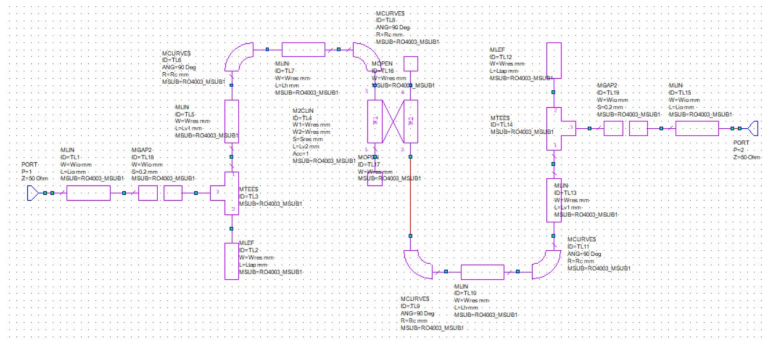 MCURVE$
ID=TL8
ANG=90 Deg
R=Rc mm
MSUB=RO4003_MSUB1
MCURVE$
ID=TL6
ANG=90 Deg
R=Rc mm
MSUB=RO4003_MSUB1
MLIN
ID=TL7
W=Wres mm
L=Lh mm
MSUB=RO4003_MSUB1
MOPEN
ID=TL16
W=Wres mm
MSUB=RO4003_MSUB1
MLEF
ID=TL12
W=Wres mm
L=Ltap mm
MSUB=RO4003_MSUB1
MLIN
ID=TL5
W=Wres mm
L=Lv1 mm
MSUB=RO4003_MSUB1
M2CLIN
ID=TL4
W1=Wres mm
W2=Wres mm
S=Sres mm
L=Lv2 mm
Acc=1
MSUB=RO4003_MSUB1
MOPEN
ID=TL17
W=Wres mm
MSUB=RO4003_MSUB1
MTEE$
ID=TL14
MSUB=RO4003_MSUB1
MGAP2
ID=TL19
W=Wio mm
S=0.2 mm
MSUB=RO4003_MSUB1
MLIN
ID=TL15
W=Wio mm
L=Lio mm
MSUB=RO4003_MSUB1
PORT
P=2
Z=50 Ohm
PORT
P=1
Z=50 Ohm
MLIN
ID=TL1
W=Wio mm
L=Lio mm
MSUB=RO4003_MSUB1
MGAP2
ID=TL18
W=Wio mm
S=0.2 mm
MSUB=RO4003_MSUB1
MTEE$
ID=TL3
MSUB=RO4003_MSUB1
MLIN
ID=TL13
W=Wres mm
L=Lv1 mm
MSUB=RO4003_MSUB1
MLEF
ID=TL2
W=Wres mm
L=Ltap mm
MSUB=RO4003_MSUB1
MCURVE$
ID=TL11
ANG=90 Deg
R=Rc mm
MSUB=RO4003_MSUB1
MCURVE$
ID=TL9
ANG=90 Deg
R=Rc mm
MSUB=RO4003_MSUB1
MLIN
ID=TL10
W=Wres mm
L=Lh mm
MSUB=RO4003_MSUB1